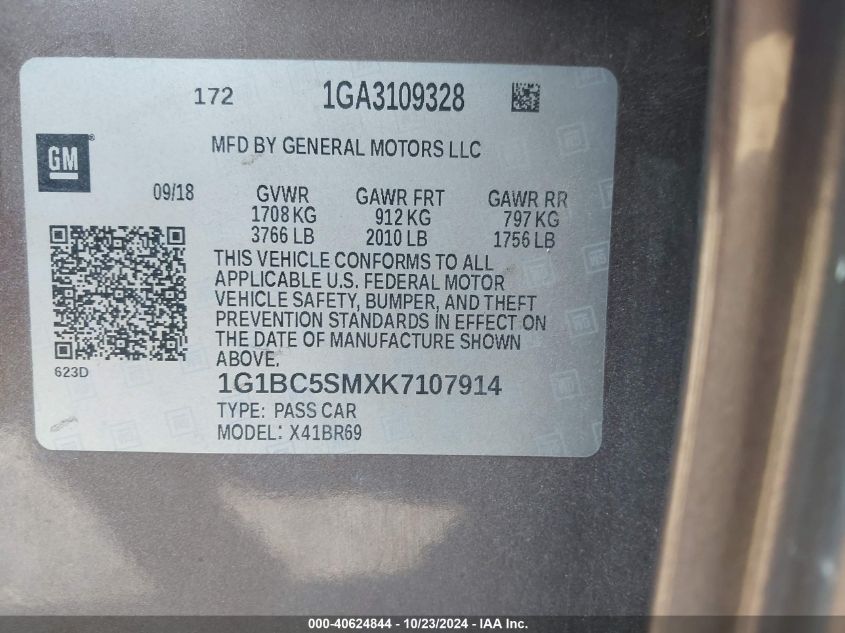 172 1GA3109328
GM®
MFD BY GENERAL MOTORS LLC
09/18 GVWR GAWR FRT GAWR RR
1708 KG 912 KG 797 KG
3766 LB 2010 LB 1756 LB
THIS VEHICLE CONFORMS TO ALL
APPLICABLE U.S. FEDERAL MOTOR
VEHICLE SAFETY, BUMPER, AND THEFT
PREVENTION STANDARDS IN EFFECT ON
THE DATE OF MANUFACTURE SHOWN
ABOVE.
623D
1G1BC5SMXK7107914
TYPE: PASS CAR
MODEL: X41BR69
000-40624844 - 10/23/2024 - IAA Inc.